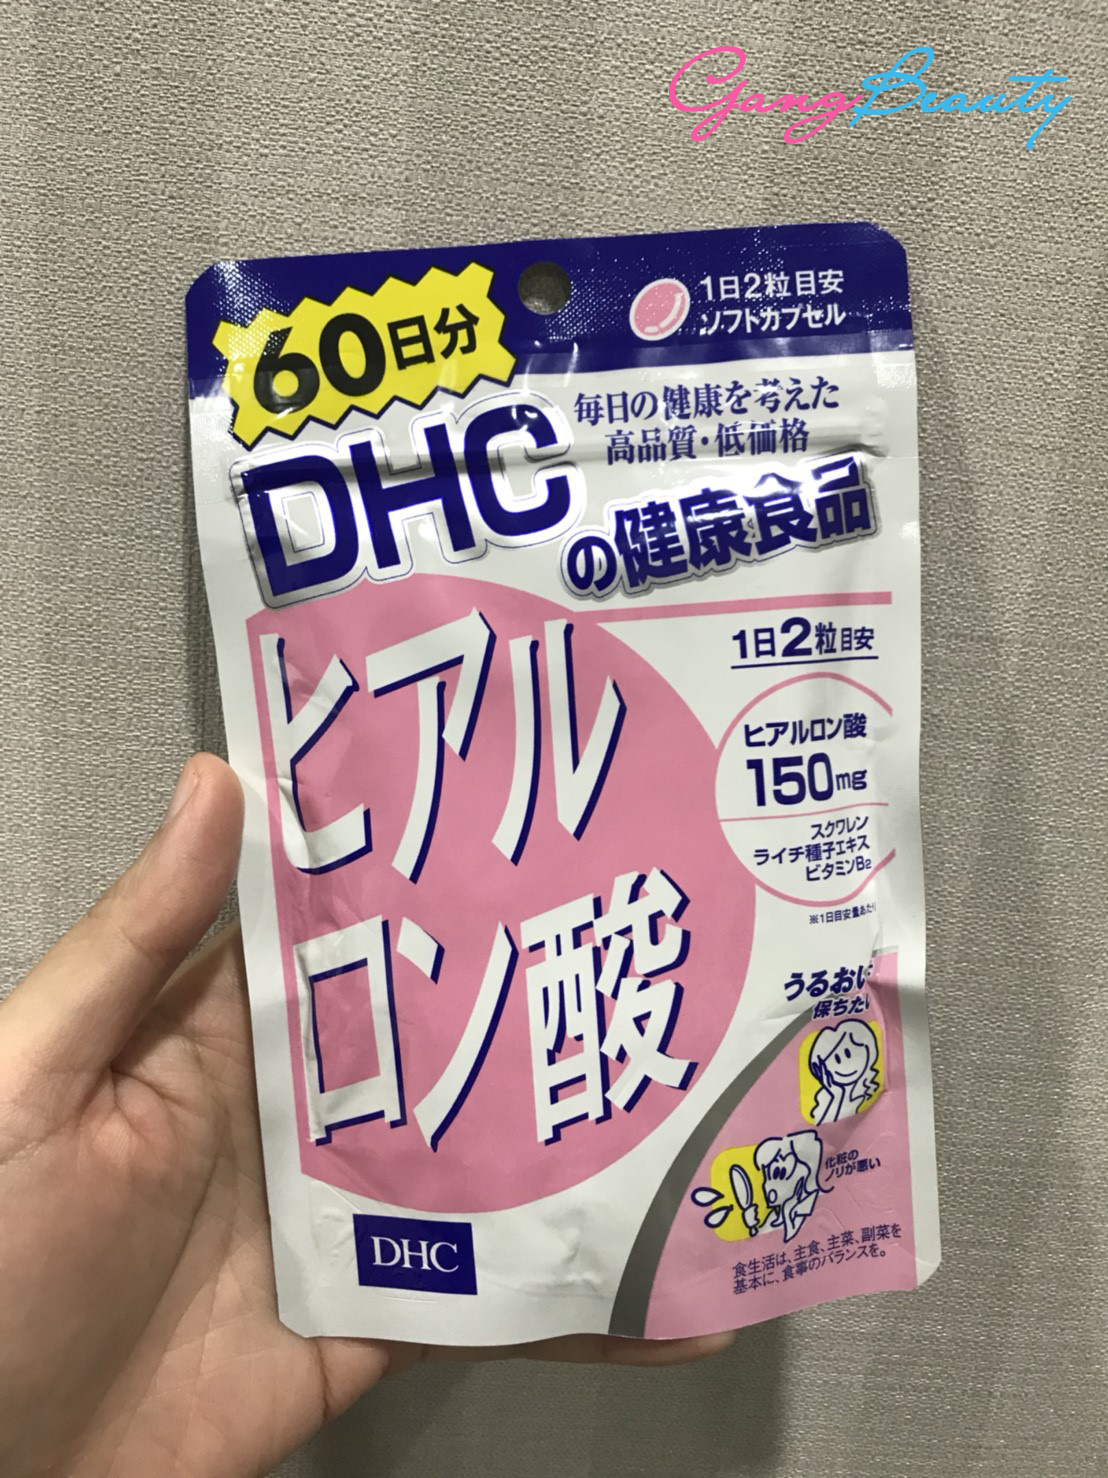 GangBeauty
60日分
1日2粒目安
ソフトカプセル
毎日の健康を考えた
高品質・低価格
DHC
の健康食品
1日2粒目安
ヒアル
ロン酸
ヒアルロン酸
150mg
スクワレン
ライチ種子エキス
ビタミンB2
※1日目安量あたり
うるおい
保ちたい
化粧の
ノリが悪い
食生活は、主食、主菜、副菜を
基本に、食事のバランスを。
DHC